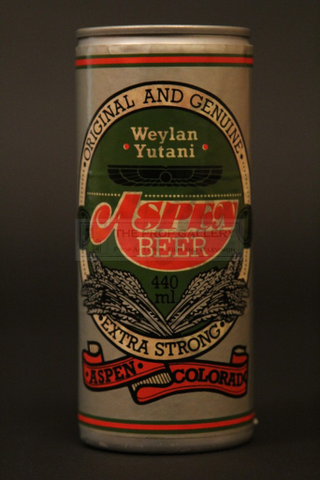 ORIGINAL AND GENUINE
Weylan
Yutani
ASPEN
BEER
440
ml
EXTRA STRONG
ASPEN COLORADO